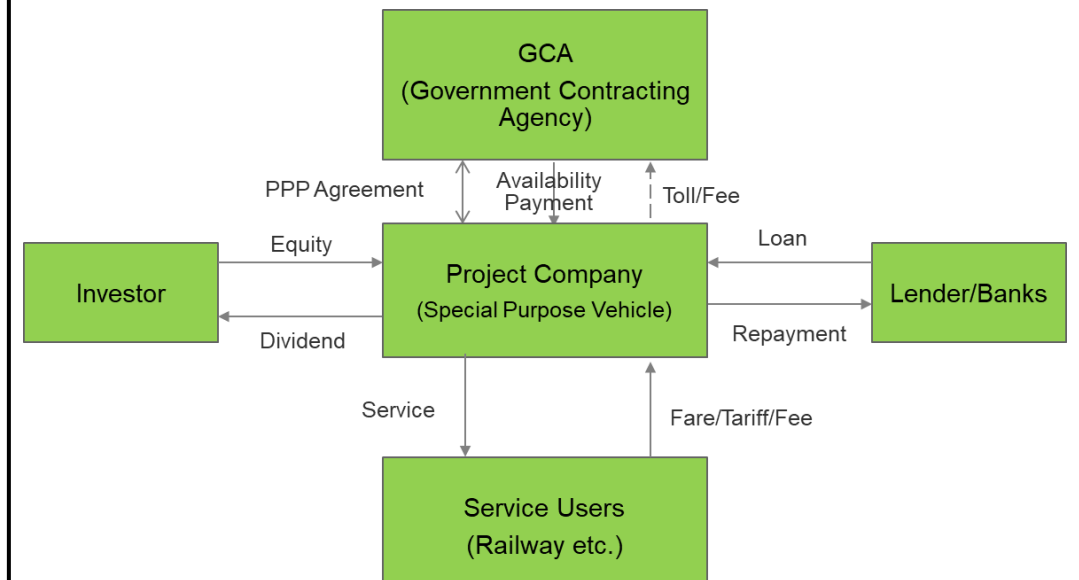 GCA
(Government Contracting
Agency)
PPP Agreement
Availability
Payment
Toll/Fee
Equity
Loan
Investor
Project Company
(Special Purpose Vehicle)
Lender/Banks
Dividend
Repayment
Service
Fare/Tariff/Fee
Service Users
(Railway etc.)